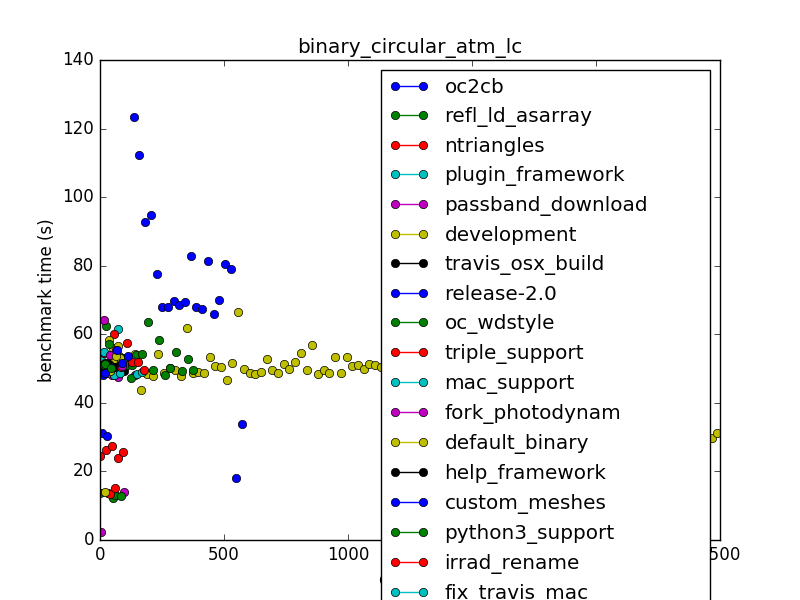 binary_circular_atm_lc
140
120
100
80
60
40
20
0
benchmark time (s)
0
500
1000
500
oc2cb
refl_ld_asarray
ntriangles
plugin_framework
passband_download
development
travis_osx_build
release-2.0
oc_wdstyle
triple_support
mac_support
fork_photodynam
default_binary
help_framework
custom_meshes
python3_support
irrad_rename
fix_travis_mac